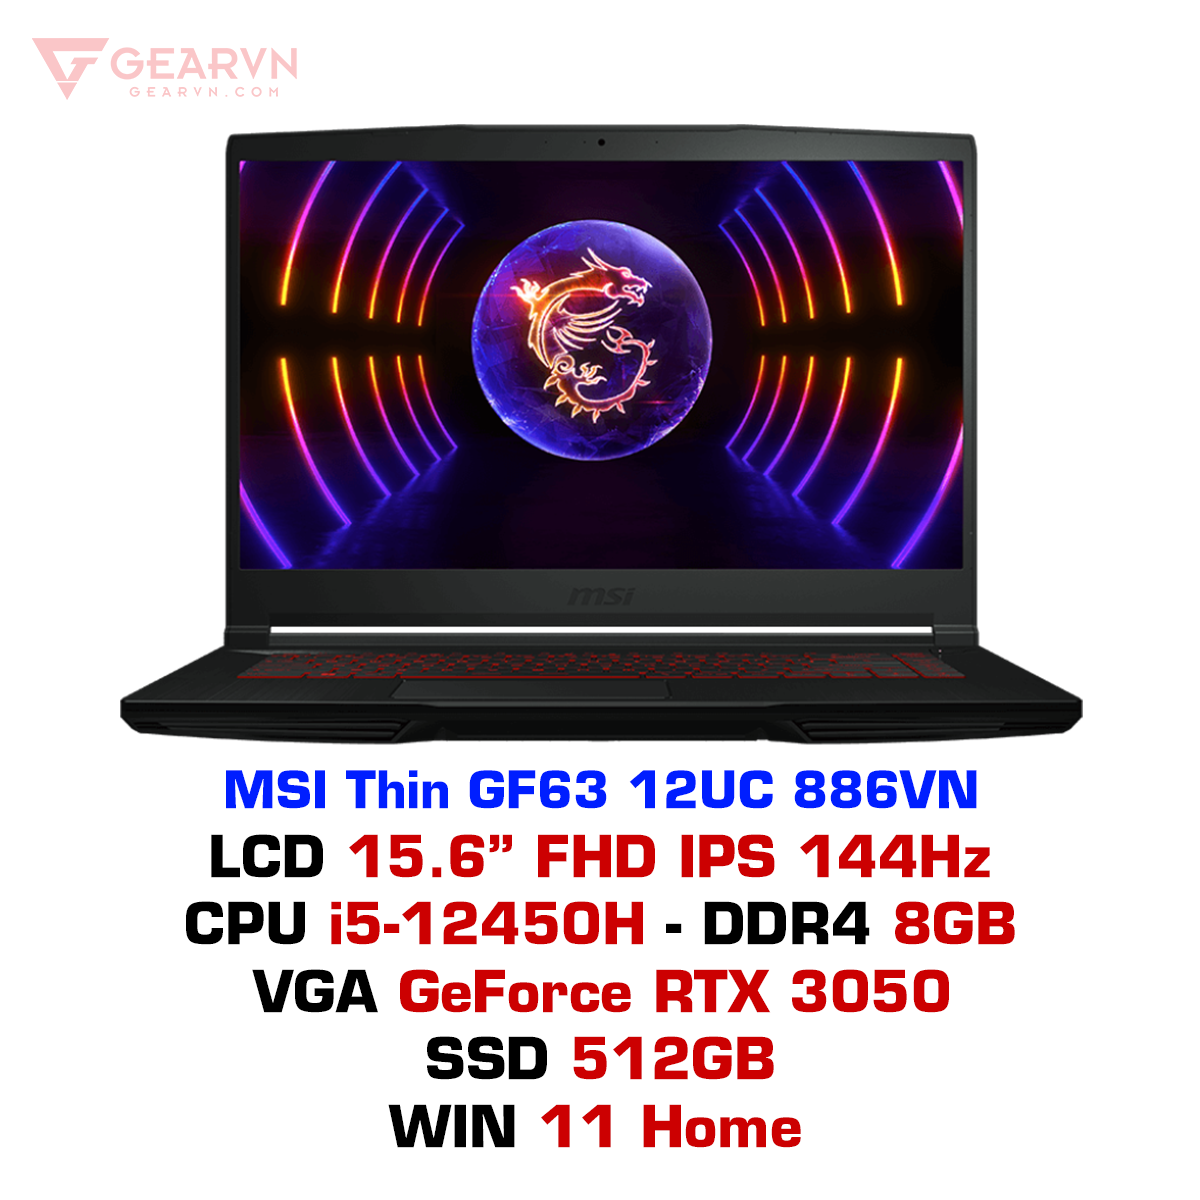 GEARVN
GEARVN.COM
msi
MSI Thin GF63 12UC 886VN
LCD 15.6” FHD IPS 144Hz
CPU i5-12450H - DDR4 8GB
VGA GeForce RTX 3050
SSD 512GB
WIN 11 Home